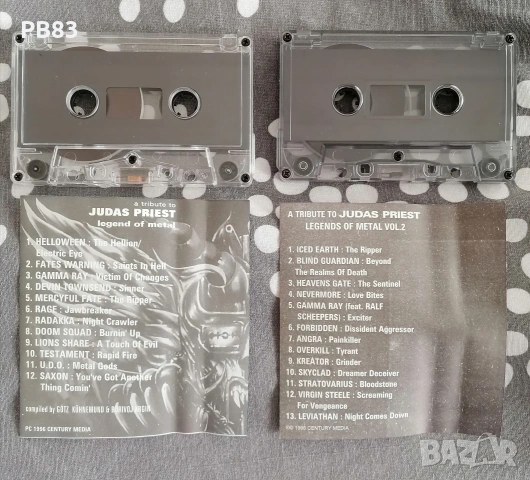 PB83
a tribute to
JUDAS PRIEST
legend of metal
1. HELLOWEEN : The Hellion/
Electric Eye
2. FATES WARNING : Saints In Hell
3. GAMMA RAY : Victim Of Changes
4. DEVIN TOWNSEND : Sinner
5. MERCYFUL FATE : The Ripper
6. RAGE : Jawbreaker
7. RADAKKA : Night Crawler
8. DOOM SQUAD : Burnin' Up
9. LIONS SHARE : A Touch Of Evil
10. TESTAMENT : Rapid Fire
11. U.D.O. : Metal Gods
12. SAXON : You've Got Another
Thing Comin'
compiled by GÖTZ KÜHNEMUND &
PC 1996 CENTURY MEDIA
A TRIBUTE TO JUDAS PRIEST
LEGENDS OF METAL VOL.2
1. ICED EARTH : The Ripper
2. BLIND GUARDIAN : Beyond
The Realms Of Death
3. HEAVENS GATE : The Sentinel
4. NEVERMORE : Love Bites
5. GAMMA RAY (feat. RALF
SCHEEPERS) : Exciter
6. FORBIDDEN : Dissident Aggressor
7. ANGRA : Painkiller
8. OVERKILL : Tyrant
9. KREATOR : Grinder
10. SKYCLAD : Dreamer Deceiver
11. STRATOVARIUS : Bloodstone
12. VIRGIN STEELE : Screaming
For Vengeance
13. LEVIATHAN : Night Comes Down
1996 CENTURY MEDIA
BAZAR